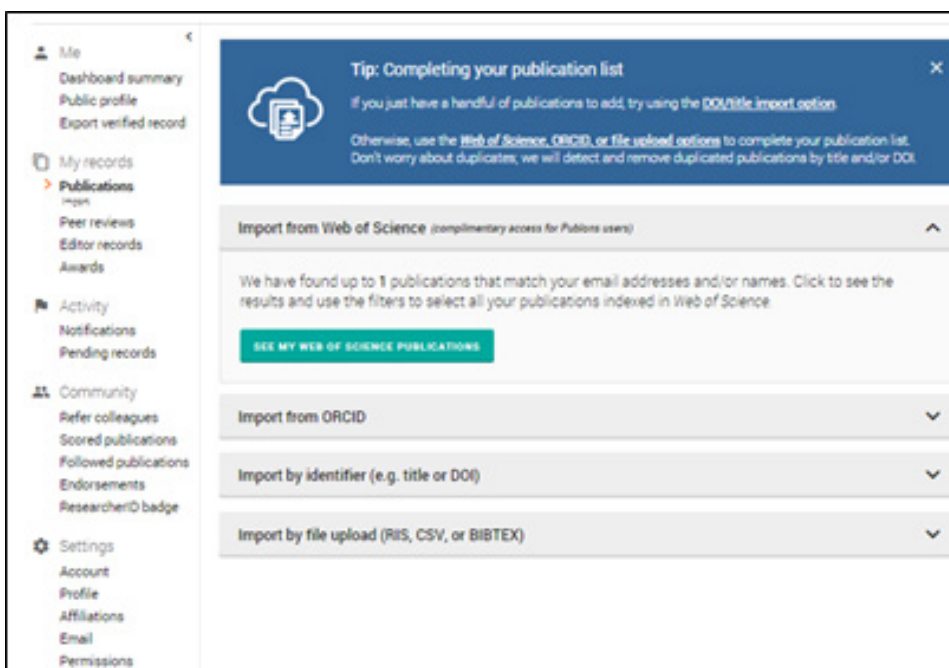 Me
Dashboard summary
Public profile
Export verified record
My records
Publications
Import
Peer reviews
Editor records
Awards
Activity
Notifications
Pending records
Community
Refer colleagues
Scored publications
Followed publications
Endorsements
ResearcherID badge
Settings
Account
Profile
Affiliations
Email
Permissions
Tip: Completing your publication list
If you just have a handful of publications to add, try using the DOI/title import option.
Otherwise, use the Web of Science, ORCID, or file upload options to complete your publication list.
Don't worry about duplicates; we will detect and remove duplicated publications by title and/or DOI.
Import from Web of Science (complimentary access for Publons users)
We have found up to 1 publications that match your email addresses and/or names. Click to see the
results and use the filters to select all your publications indexed in Web of Science.
SEE MY WEB OF SCIENCE PUBLICATIONS
Import from ORCID
Import by identifier (e.g. title or DOI)
Import by file upload (RIS, CSV, or BIBTEX)